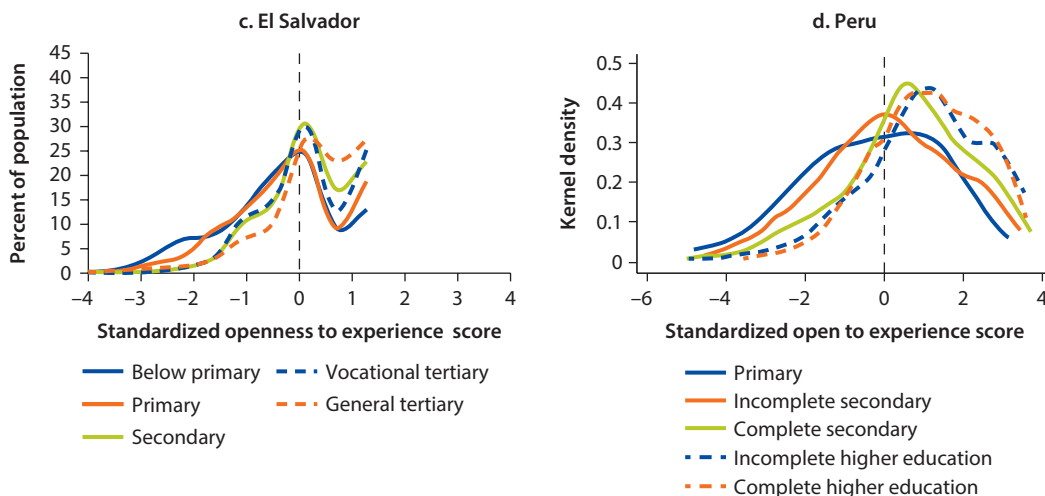 c. El Salvador
Percent of population
45
40
35
30
25
20
15
10
5
0
–4 –3 –2 –1 0 1 2 3 4
Standardized openness to experience score
Below primary
Primary
Secondary
Vocational tertiary
General tertiary
d. Peru
Kernel density
0.5
0.4
0.3
0.2
0.1
0
–6 –4 –2 0 2 4
Standardized open to experience score
Primary
Incomplete secondary
Complete secondary
Incomplete higher education
Complete higher education